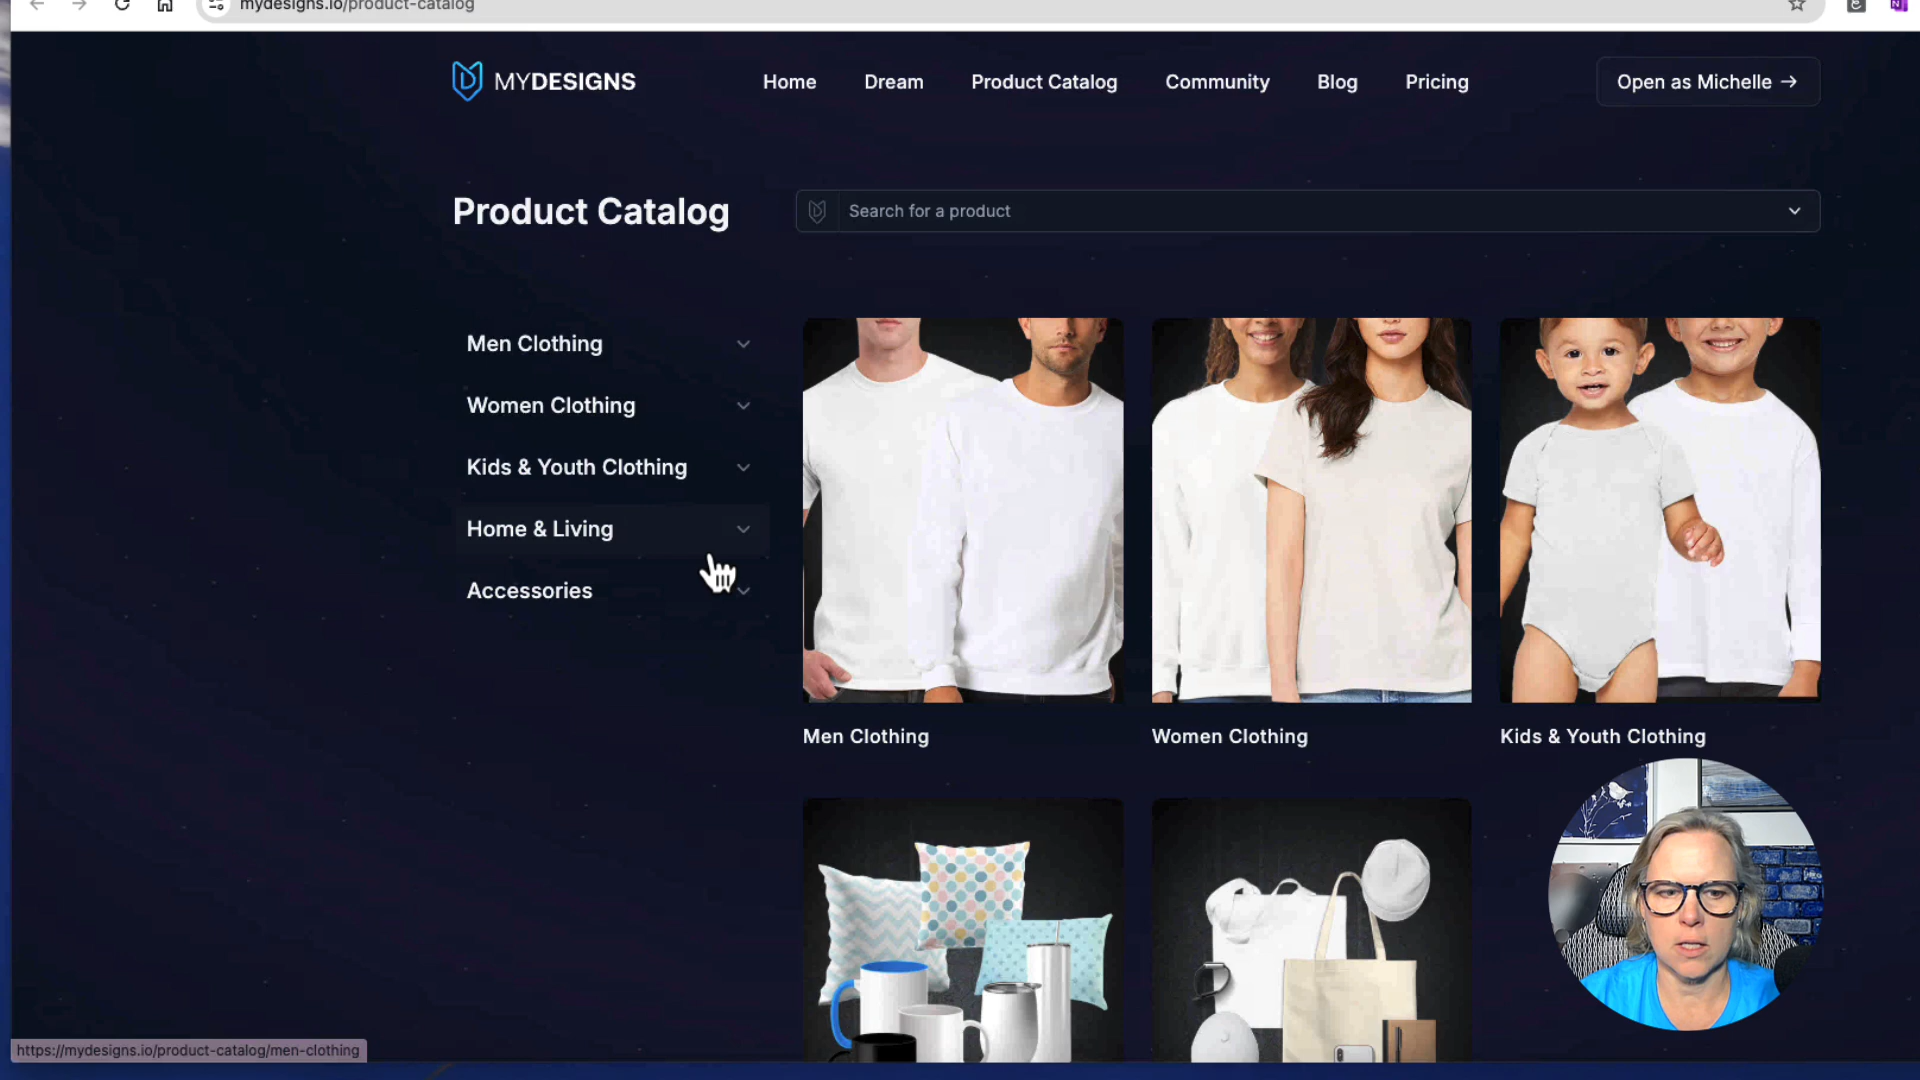 mydesigns.io/product-catalog
MYDESIGNS
Home
Dream
Product Catalog
Community
Blog
Pricing
Open as Michelle →
Product Catalog
Search for a product
Men Clothing
Women Clothing
Kids & Youth Clothing
Home & Living
Accessories
Men Clothing
Women Clothing
Kids & Youth Clothing
https://mydesigns.io/product-catalog/men-clothing